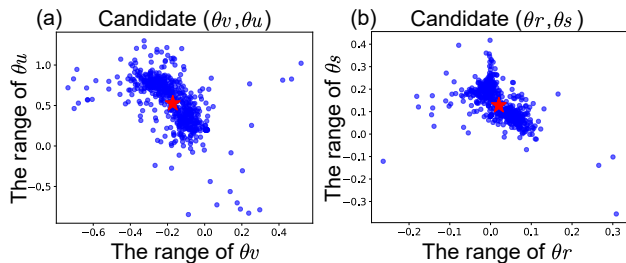 (a) Candidate (θv,θu)
The range of θu
1.0
0.5
0.0
−0.5
−0.6 −0.4 −0.2 0.0 0.2 0.4
The range of θv
(b) Candidate (θr,θs)
The range of θs
0.4
0.3
0.2
0.1
0.0
−0.1
−0.2
−0.3
−0.2 −0.1 0.0 0.1 0.2 0.3
The range of θr